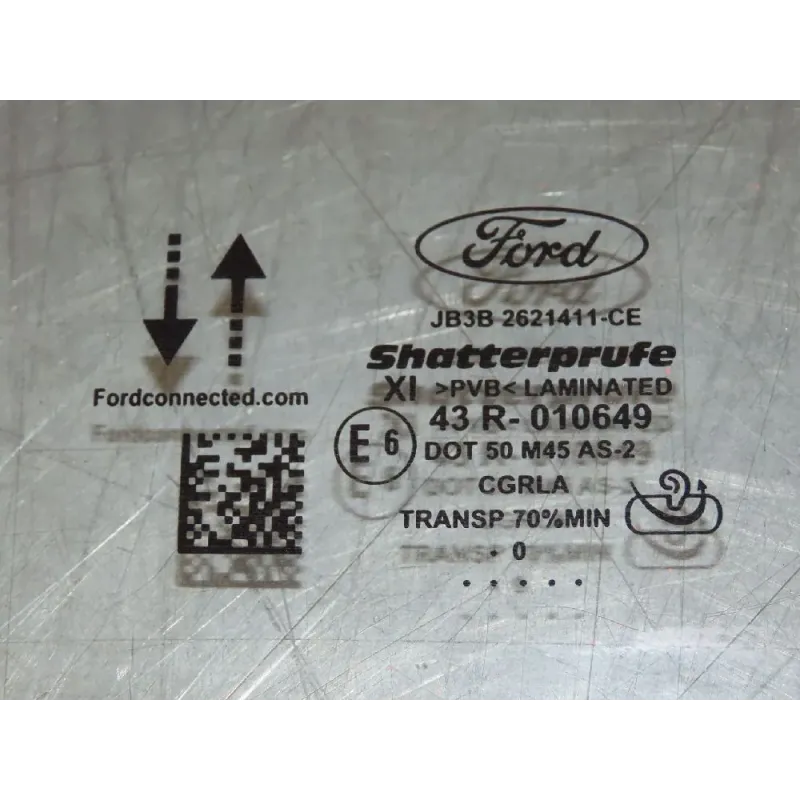 Ford
JB3B 2621411-CE
Shatterprufe
XI >PVB< LAMINATED
E6 43 R- 010649
DOT 50 M45 AS-2
CGRLA
TRANSP 70%MIN
• 0
• • • • •
Fordconnected.com